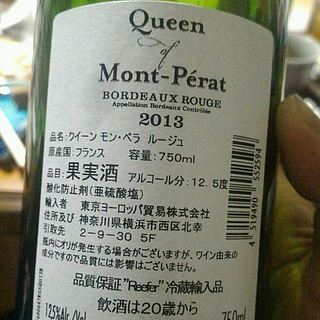 Queen
of
Mont-Pérat
BORDEAUX ROUGE
Appellation Bordeaux Contrôlée
2013
品名:クイーン モン・ペラ ルージュ
原産国:フランス 容量:750ml
品目:果実酒 アルコール分:12.5度
酸化防止剤(亜硫酸塩)
輸入者 東京ヨーロッパ貿易株式会社
住所及び 神奈川県横浜市西区北幸
引取先 2-9-30 5F
瓶内にオリが発生する場合がございますが、ワイン由来の
成分ですので品質には影響はございません。
品質保証"Reefer"冷蔵輸入品
飲酒は20歳から
12.5%Alc./Vol
750ml
4 519490 552594